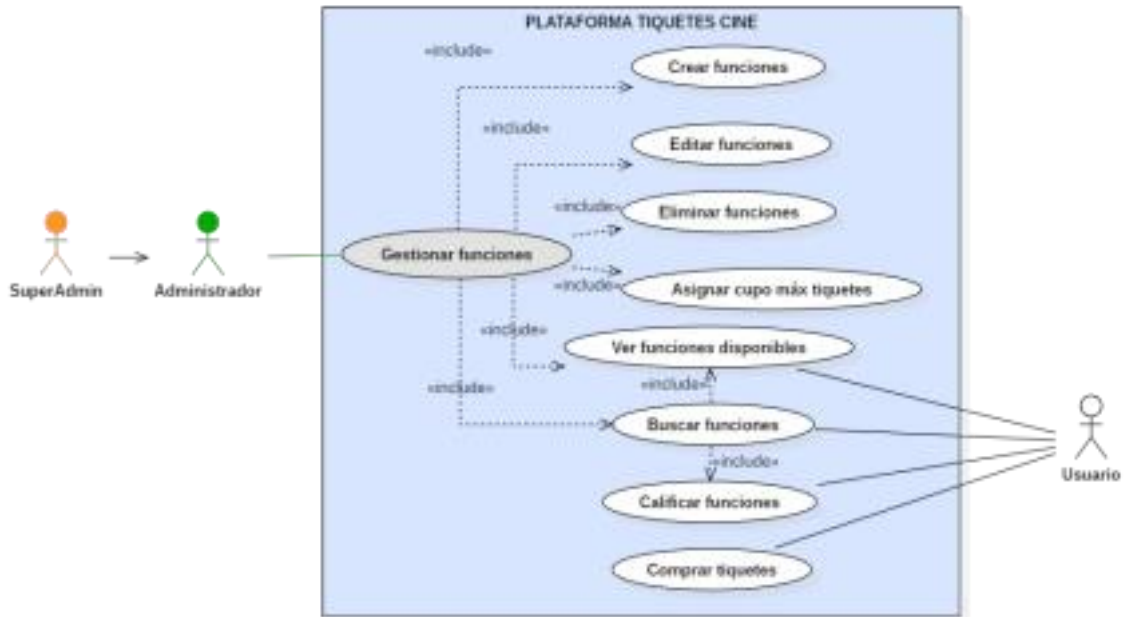 PLATAFORMA TIQUETES CINE
«include»
Crear funciones
«include»
Editar funciones
«include»
Eliminar funciones
Gestionar funciones
SuperAdmin
Administrador
«include»
Asignar cupo máx tiquetes
«include»
Ver funciones disponibles
«include»
«include»
Buscar funciones
«include»
Usuario
Calificar funciones
Comprar tiquetes